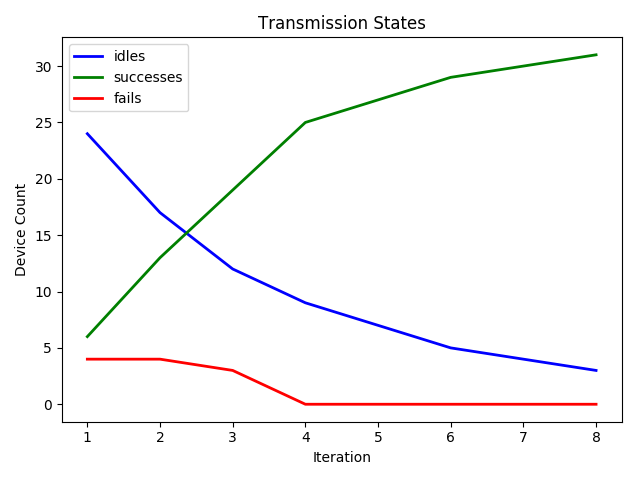 Transmission States
idles
successes
fails
Device Count
30
25
20
15
10
5
0
1 2 3 4 5 6 7 8
Iteration